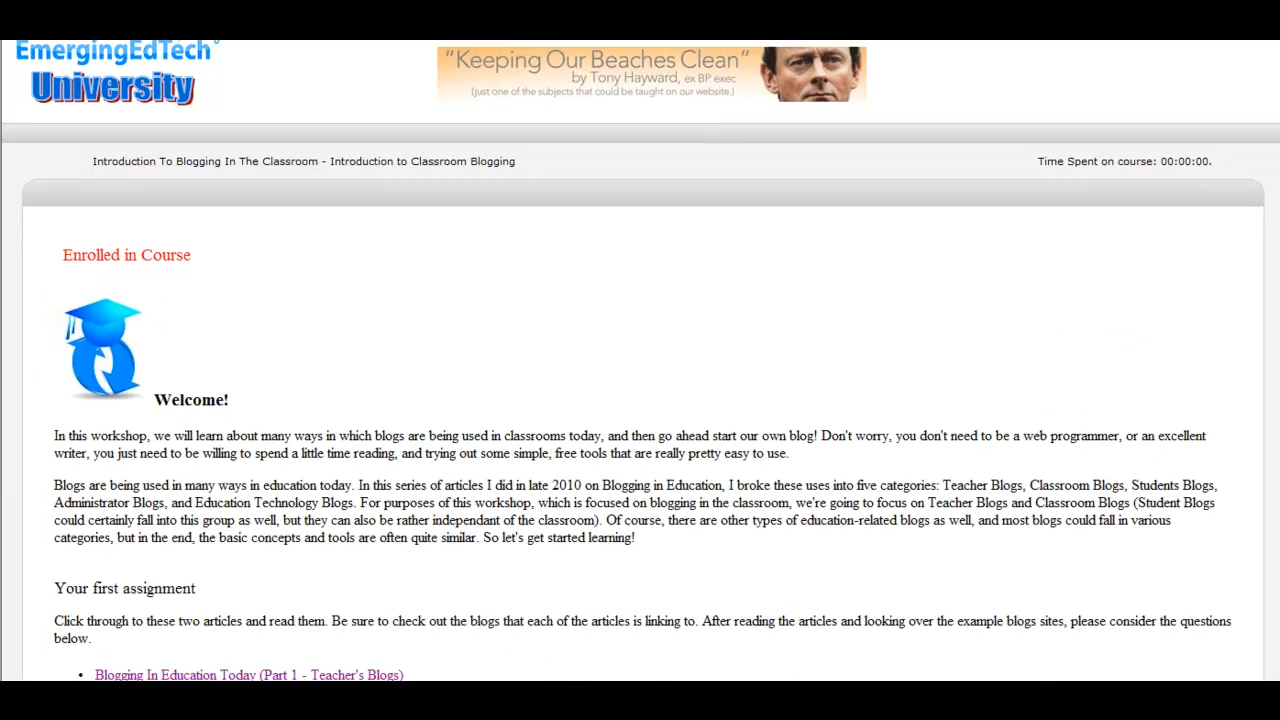 EmergingEdTech
University
"Keeping Our Beaches Clean"
by Tony Hayward, ex BP exec
(just one of the subjects that could be taught on our website.)
Introduction To Blogging In The Classroom - Introduction to Classroom Blogging
Time Spent on course: 00:00:00.
Enrolled in Course
Welcome!
In this workshop, we will learn about many ways in which blogs are being used in classrooms today, and then go ahead start our own blog! Don't worry, you don't need to be a web programmer, or an excellent
writer, you just need to be willing to spend a little time reading, and trying out some simple, free tools that are really pretty easy to use.
Blogs are being used in many ways in education today. In this series of articles I did in late 2010 on Blogging in Education, I broke these uses into five categories: Teacher Blogs, Classroom Blogs, Students Blogs,
Administrator Blogs, and Education Technology Blogs. For purposes of this workshop, which is focused on blogging in the classroom, we're going to focus on Teacher Blogs and Classroom Blogs (Student Blogs
could certainly fall into this group as well, but they can also be rather independant of the classroom). Of course, there are other types of education-related blogs as well, and most blogs could fall in various
categories, but in the end, the basic concepts and tools are often quite similar. So let's get started learning!
Your first assignment
Click through to these two articles and read them. Be sure to check out the blogs that each of the articles is linking to. After reading the articles and looking over the example blogs sites, please consider the questions
below.
• Blogging In Education Today (Part 1 - Teacher's Blogs)